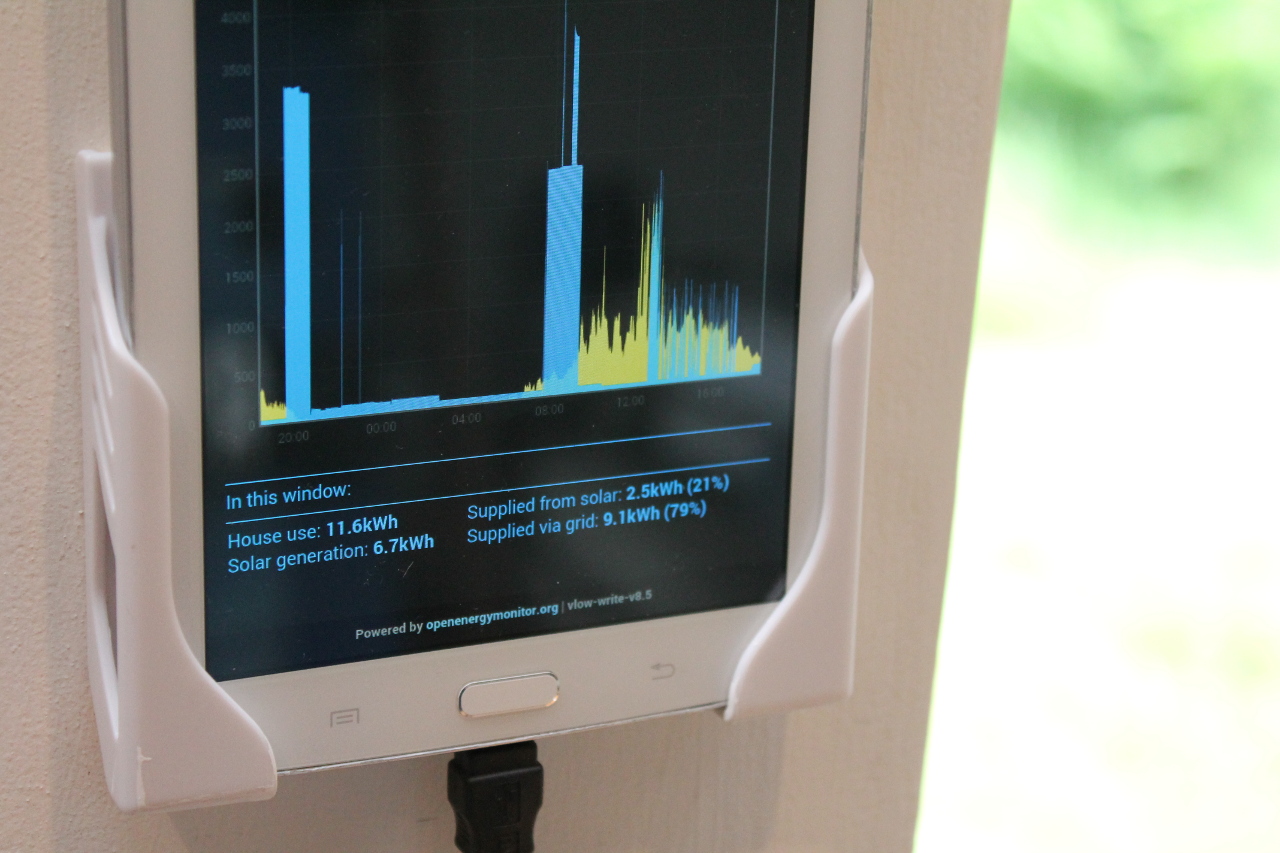 4000
3500
3000
2500
2000
1500
1000
500
0
20:00 00:00 04:00 08:00 12:00 16:00
In this window:
House use: 11.6kWh
Solar generation: 6.7kWh
Supplied from solar: 2.5kWh (21%)
Supplied via grid: 9.1kWh (79%)
Powered by openenergymonitor.org | vlow-write-v8.5